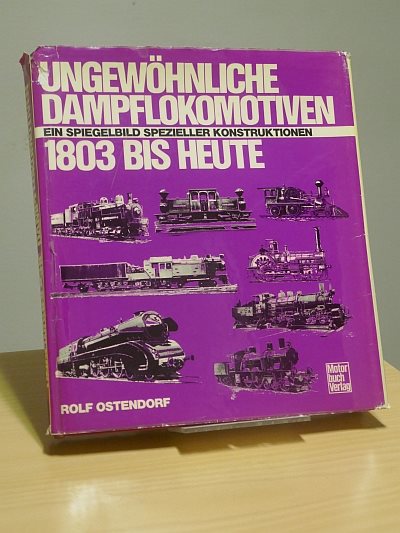 UNGEWÖHNLICHE
DAMPFLOKOMOTIVEN
EIN SPIEGELBILD SPEZIELLER KONSTRUKTIONEN
1803 BIS HEUTE
Motor
buch
Verlag
ROLF OSTENDORF